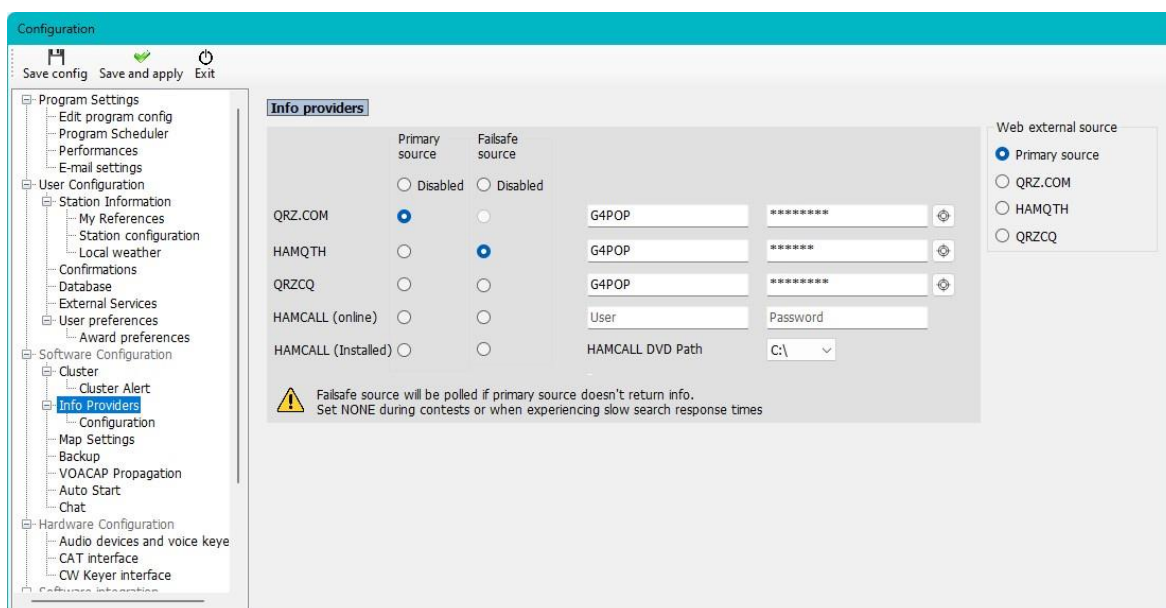 Configuration
Save config Save and apply Exit
Program Settings
Edit program config
Program Scheduler
Performances
E-mail settings
User Configuration
Station Information
My References
Station configuration
Local weather
Confirmations
Database
External Services
User preferences
Award preferences
Software Configuration
Cluster
Cluster Alert
Info Providers
Configuration
Map Settings
Backup
VOACAP Propagation
Auto Start
Chat
Hardware Configuration
Audio devices and voice keye
CAT interface
CW Keyer interface
Software integration
Info providers
Primary source
Failsafe source
Disabled Disabled
QRZ.COM G4POP ********
HAMQTH G4POP ******
QRZCQ G4POP ********
HAMCALL (online) User Password
HAMCALL (Installed) HAMCALL DVD Path C:\
Failsafe source will be polled if primary source doesn't return info.
Set NONE during contests or when experiencing slow search response times
Web external source
Primary source
QRZ.COM
HAMQTH
QRZCQ